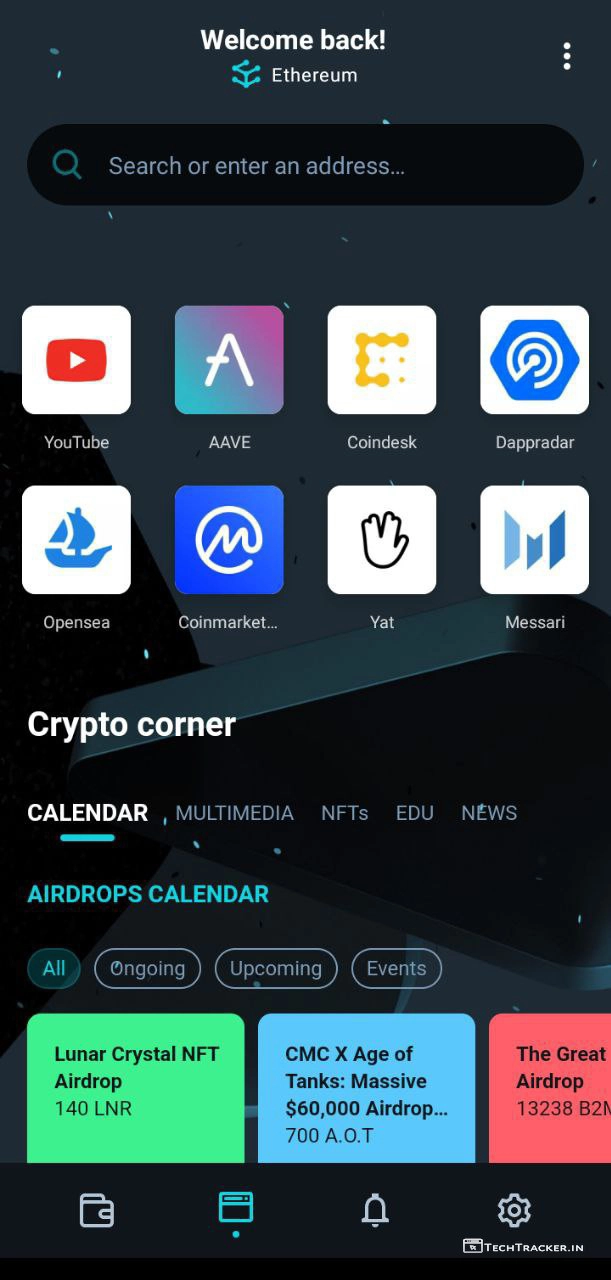 Welcome back!
Ethereum
Search or enter an address...
YouTube AAVE Coindesk Dappradar
Opensea Coinmarket... Yat Messari
Crypto corner
CALENDAR MULTIMEDIA NFTs EDU NEWS
AIRDROPS CALENDAR
All Ongoing Upcoming Events
Lunar Crystal NFT
Airdrop
140 LNR
CMC X Age of
Tanks: Massive
$60,000 Airdrop...
700 A.O.T
The Great
Airdrop
13238 B2M
TECHTRACKER.IN